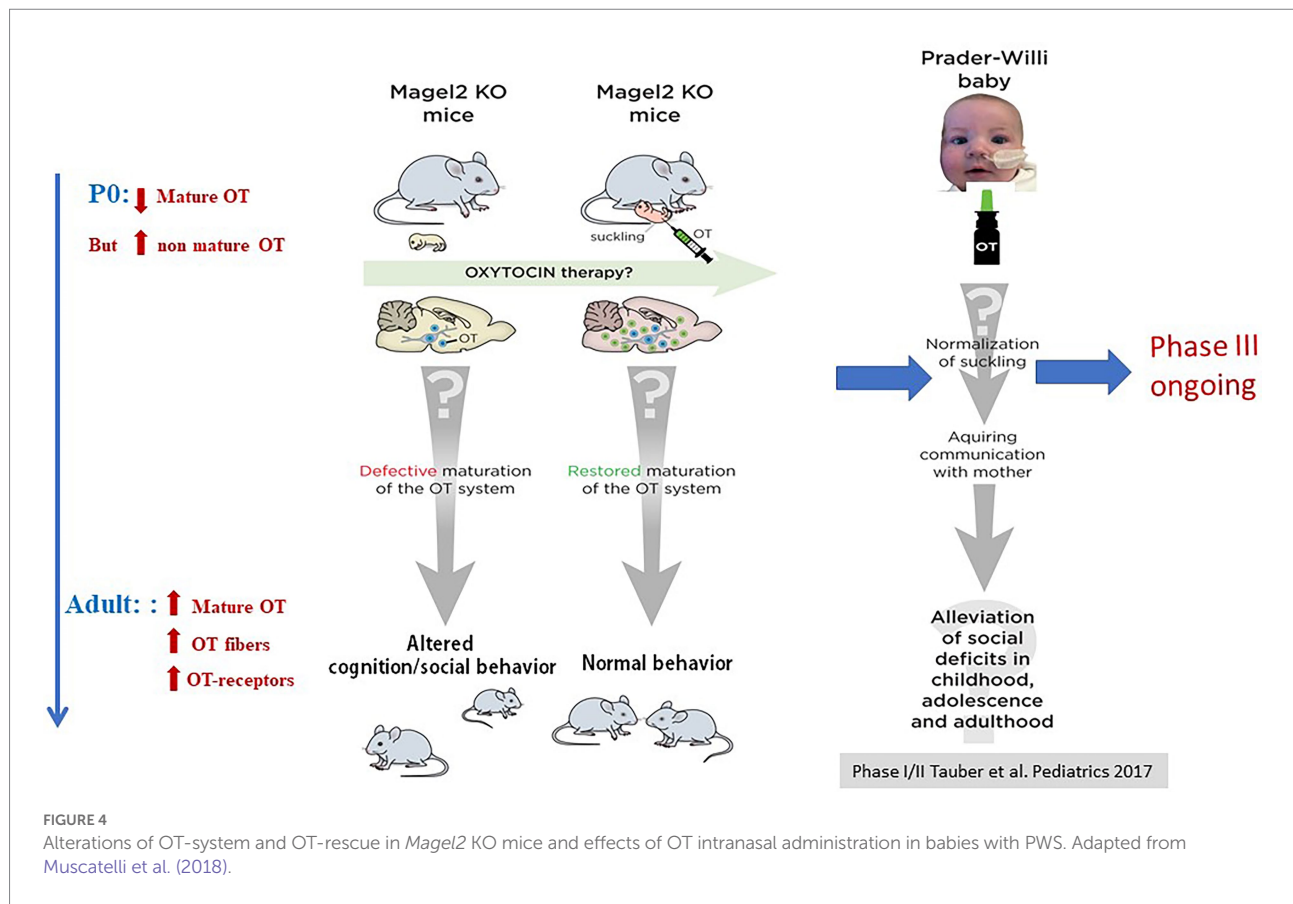 Magel2 KO
mice
Magel2 KO
mice
Prader-Willi
baby
P0: Mature OT
But non mature OT
suckling
OT
OT
OXYTOCIN therapy?
OT
?
?
?
Normalization
of suckling
Phase III
ongoing
Aquiring
communication
with mother
Defective maturation
of the OT system
Restored maturation
of the OT system
Adult: : Mature OT
OT fibers
OT-receptors
Altered
cognition/social behavior
Normal behavior
?
Alleviation
of social
deficits in
childhood,
adolescence
and adulthood
Phase I/II Tauber et al. Pediatrics 2017
FIGURE 4
Alterations of OT-system and OT-rescue in Magel2 KO mice and effects of OT intranasal administration in babies with PWS. Adapted from
Muscatelli et al. (2018).